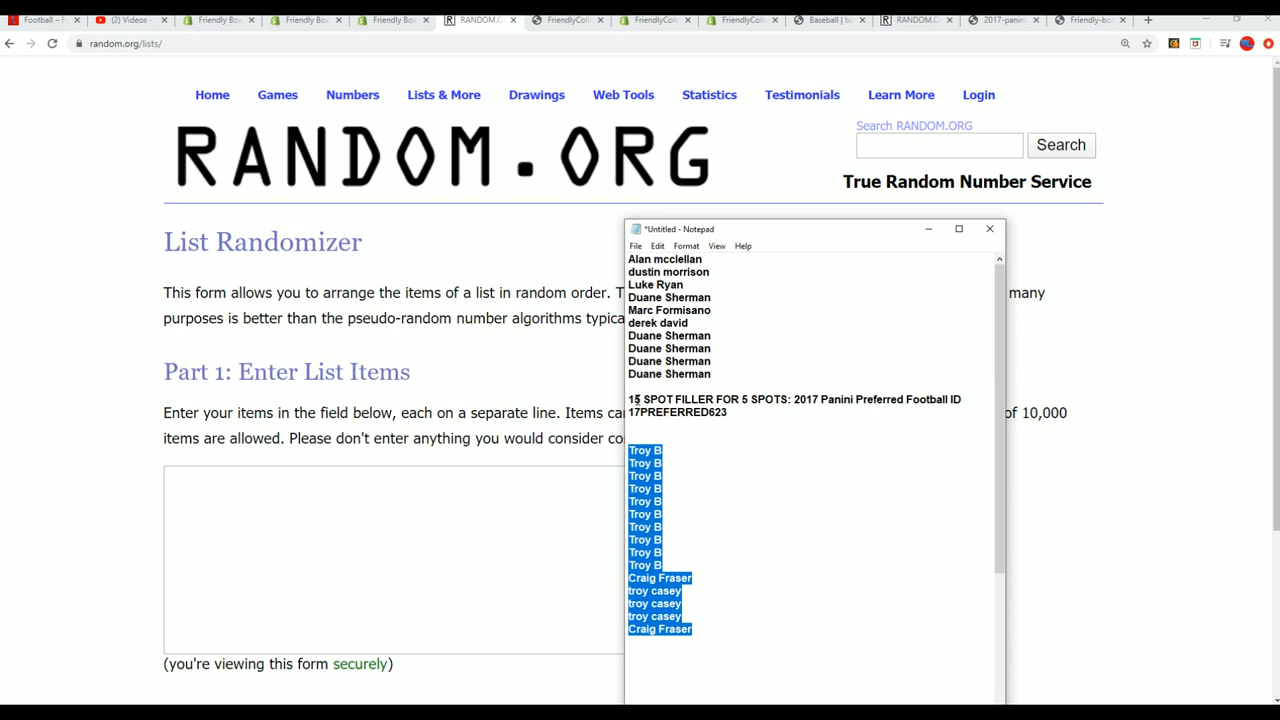 Football – F
(2) Videos -
Friendly Bo
Friendly Bo
Friendly Bo
RANDOM.O
FriendlyColl
FriendlyColl
FriendlyColl
Baseball | b
RANDOM.O
2017-panini
Friendly-bo
random.org/lists/
Home Games Numbers Lists & More Drawings Web Tools Statistics Testimonials Learn More Login
RANDOM.ORG
Search RANDOM.ORG
Search
True Random Number Service
List Randomizer
This form allows you to arrange the items of a list in random order. T
many
purposes is better than the pseudo-random number algorithms typica
Part 1: Enter List Items
Enter your items in the field below, each on a separate line. Items ca
of 10,000
items are allowed. Please don't enter anything you would consider co
(you're viewing this form securely)
*Untitled - Notepad
File Edit Format View Help
Alan mcclellan
dustin morrison
Luke Ryan
Duane Sherman
Marc Formisano
derek david
Duane Sherman
Duane Sherman
Duane Sherman
Duane Sherman
15 SPOT FILLER FOR 5 SPOTS: 2017 Panini Preferred Football ID
17PREFERRED623
Troy B
Troy B
Troy B
Troy B
Troy B
Troy B
Troy B
Troy B
Troy B
Troy B
Craig Fraser
troy casey
troy casey
troy casey
Craig Fraser